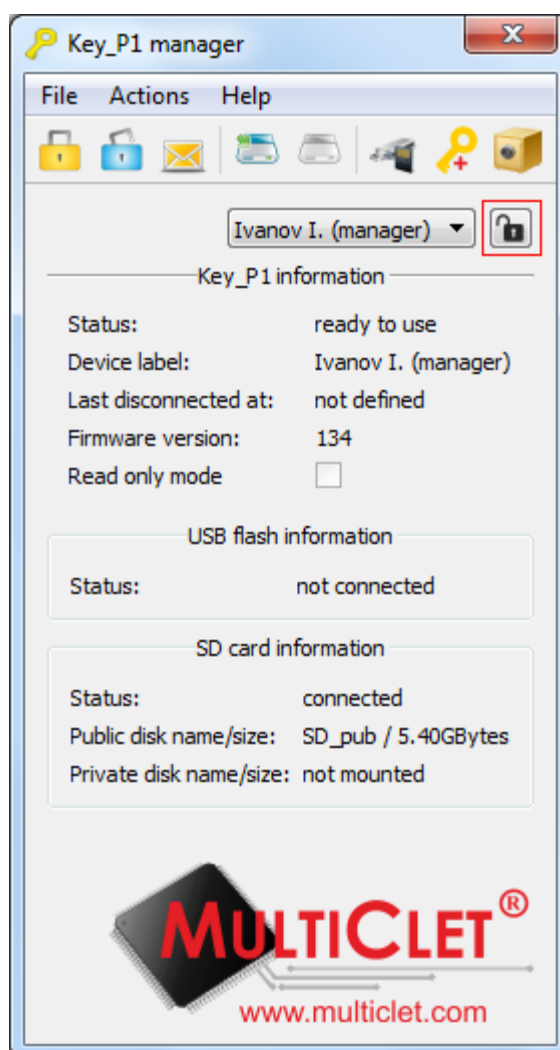 Key_P1 manager
File Actions Help
Ivanov I. (manager)
Key_P1 information
Status: ready to use
Device label: Ivanov I. (manager)
Last disconnected at: not defined
Firmware version: 134
Read only mode
USB flash information
Status: not connected
SD card information
Status: connected
Public disk name/size: SD_pub / 5.40GBytes
Private disk name/size: not mounted
MULTICLET®
www.multiclet.com